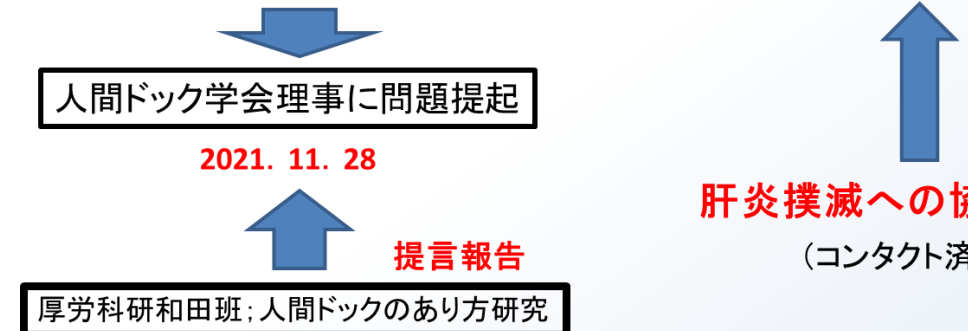 人間ドック学会理事に問題提起
2021．11．28
提言報告
厚労科研和田班；人間ドックのあり方研究
肝炎撲滅への
（コンタクト済